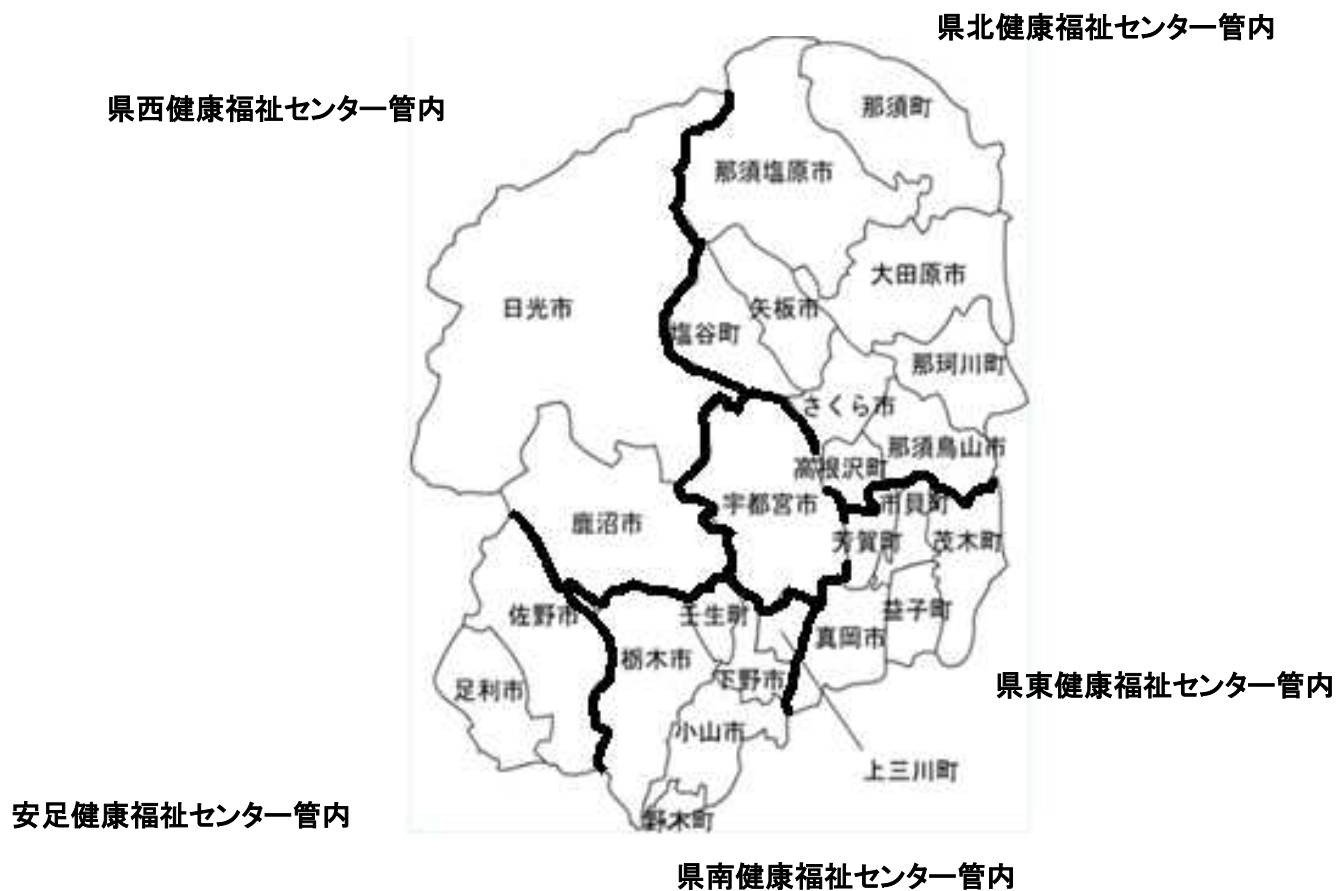 県北健康福祉センター管内
県西健康福祉センター管内
那須町
那須塩原市
大田原市
日光市
矢板市
塩谷町
那珂川町
さくら市
那須烏山市
高根沢町
宇都宮市
市貝町
鹿沼市
芳賀町
茂木町
佐野市
壬生町
益子町
真岡市
栃木市
下野市
足利市
県東健康福祉センター管内
小山市
上三川町
安足健康福祉センター管内
野木町
県南健康福祉センター管内